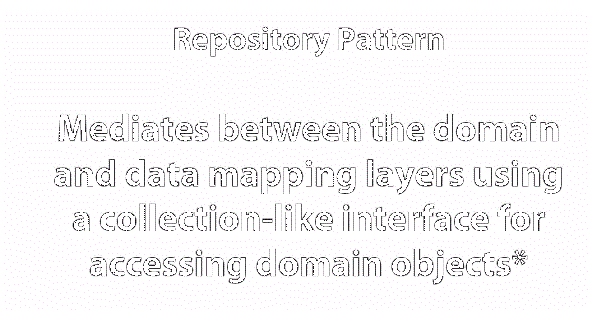 Repository Pattern
Mediates between the domain
and data mapping layers using
a collection-like interface for
accessing domain objects*